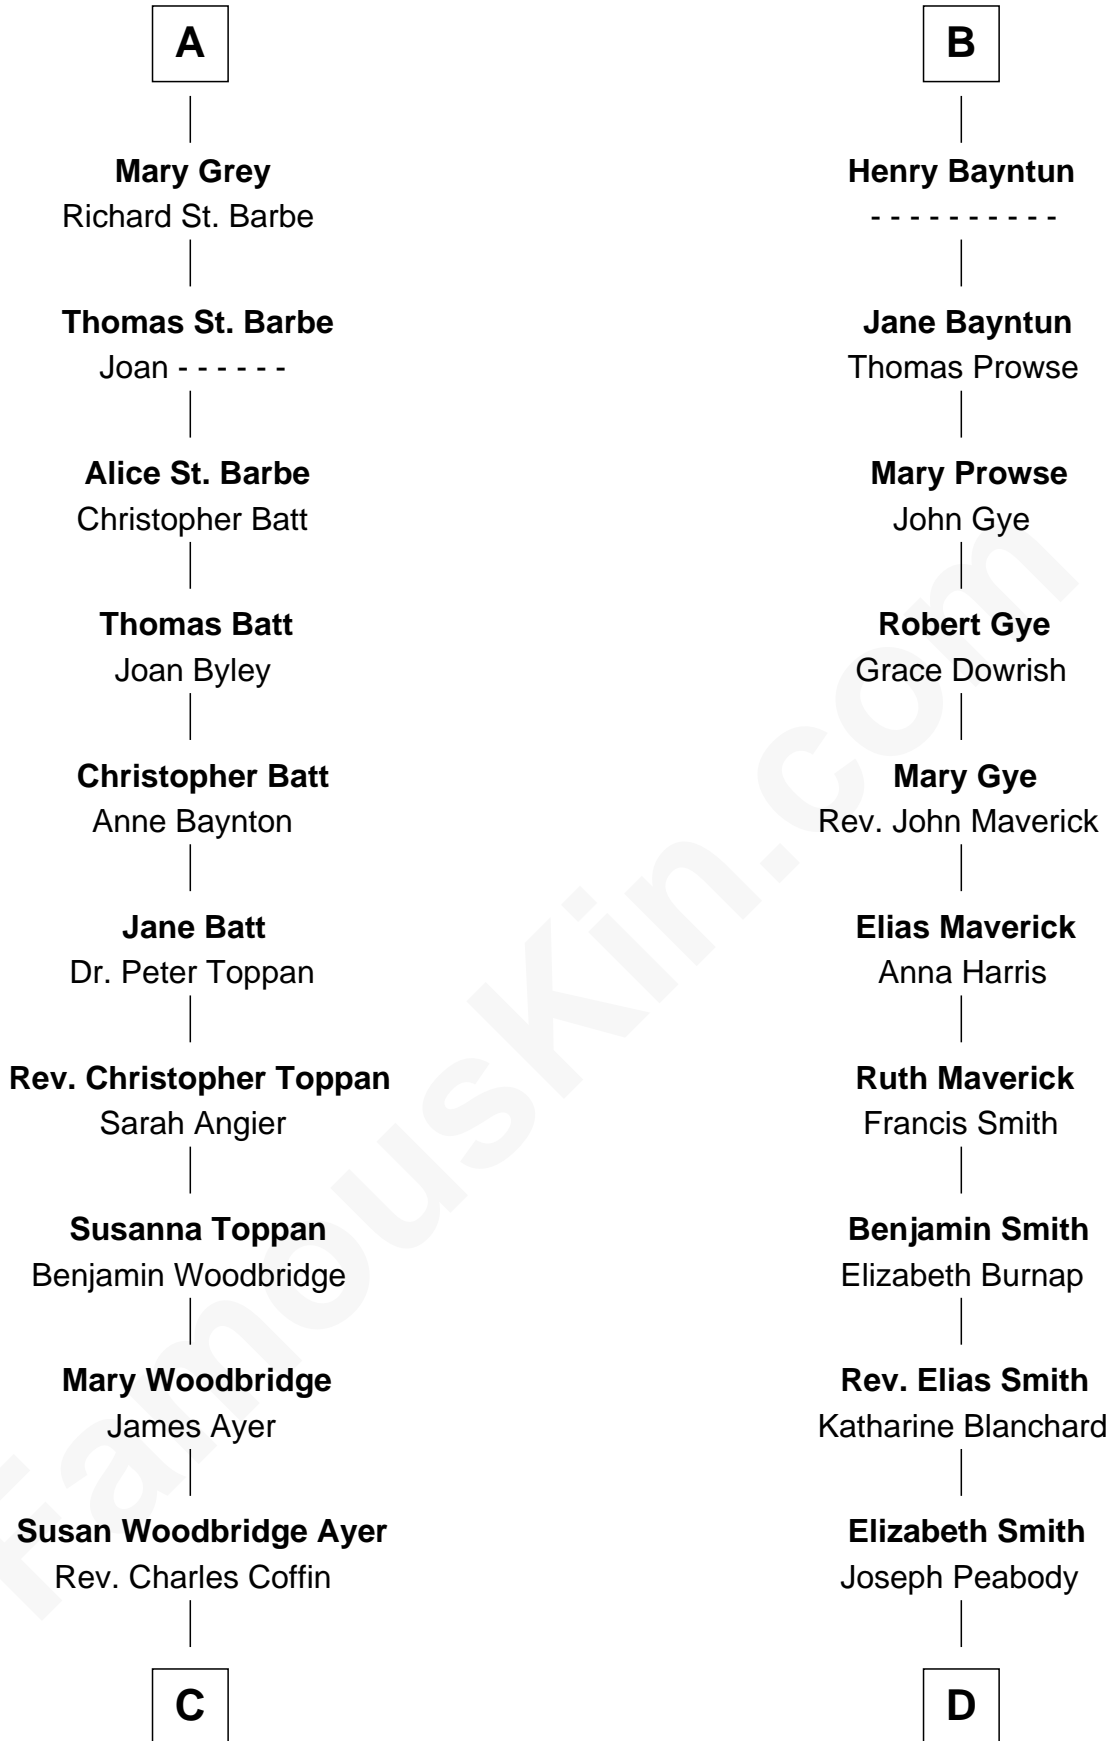 A
Mary Grey
Richard St. Barbe
Thomas St. Barbe
Joan - - - - - -
Alice St. Barbe
Christopher Batt
Thomas Batt
Joan Byley
Christopher Batt
Anne Baynton
Jane Batt
Dr. Peter Toppan
Rev. Christopher Toppan
Sarah Angier
Susanna Toppan
Benjamin Woodbridge
Mary Woodbridge
James Ayer
Susan Woodbridge Ayer
Rev. Charles Coffin
C
B
Henry Bayntun
- - - - - - - - - -
Jane Bayntun
Thomas Prowse
Mary Prowse
John Gye
Robert Gye
Grace Dowrish
Mary Gye
Rev. John Maverick
Elias Maverick
Anna Harris
Ruth Maverick
Francis Smith
Benjamin Smith
Elizabeth Burnap
Rev. Elias Smith
Katharine Blanchard
Elizabeth Smith
Joseph Peabody
D
FamousKin.com